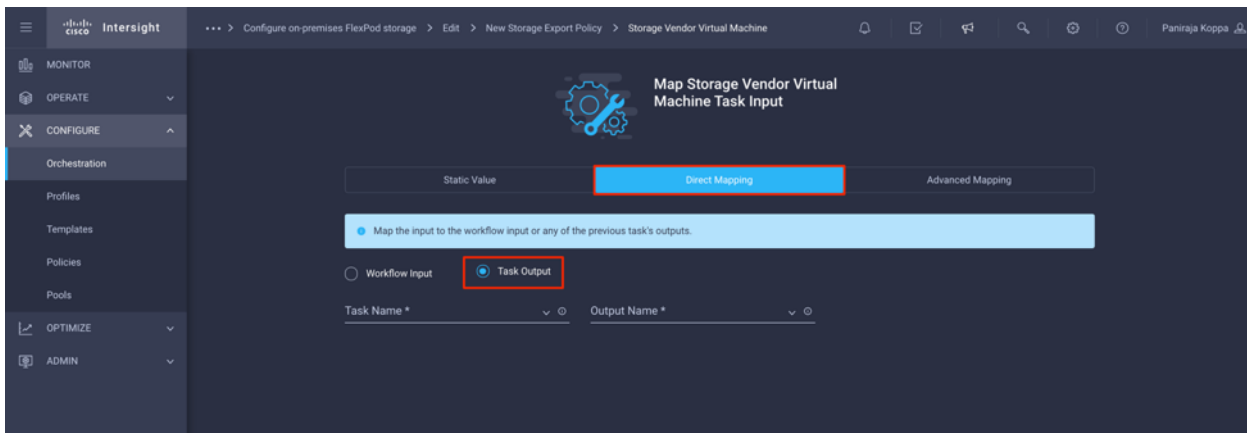 cisco Intersight
••• > Configure on-premises FlexPod storage > Edit > New Storage Export Policy > Storage Vendor Virtual Machine
Paniraja Koppa
MONITOR
OPERATE
CONFIGURE
Orchestration
Profiles
Templates
Policies
Pools
OPTIMIZE
ADMIN
Map Storage Vendor Virtual
Machine Task Input
Static Value
Direct Mapping
Advanced Mapping
Map the input to the workflow input or any of the previous task's outputs.
Workflow Input
Task Output
Task Name *
Output Name *